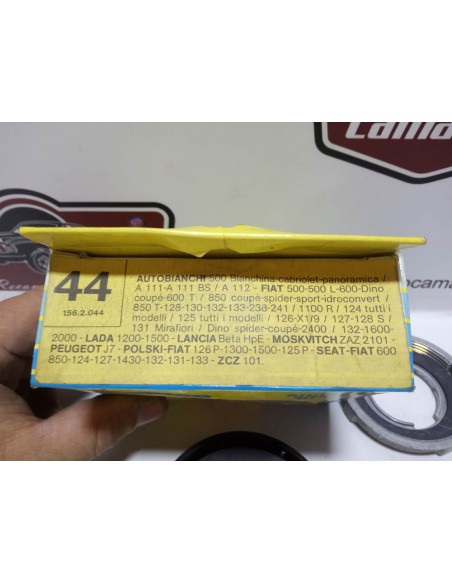 Lama
44
156.2.044
AUTOBIANCHI 500 Bianchina-cabriolet-panoramica /
A 111-A 111 BS / A 112 - FIAT 500-500 L-600-Dino
coupé-600 T / 850 coupé-spider-sport-idroconvert /
850 T-128-130-132-133-238-241 / 1100 R / 124 tutti i
modelli / 125 tutti i modelli / 126-X1/9 / 127-128 S /
131 Mirafiori / Dino spider-coupé-2400 / 132-1600-
2000 - LADA 1200-1500 - LANCIA Beta HpE - MOSKVITCH ZAZ 2101 -
PEUGEOT J7 - POLSKI-FIAT 126 P-1300-1500-125 P - SEAT-FIAT 600
850-124-127-1430-132-131-133 - ZCZ 101.
Recam
ocama